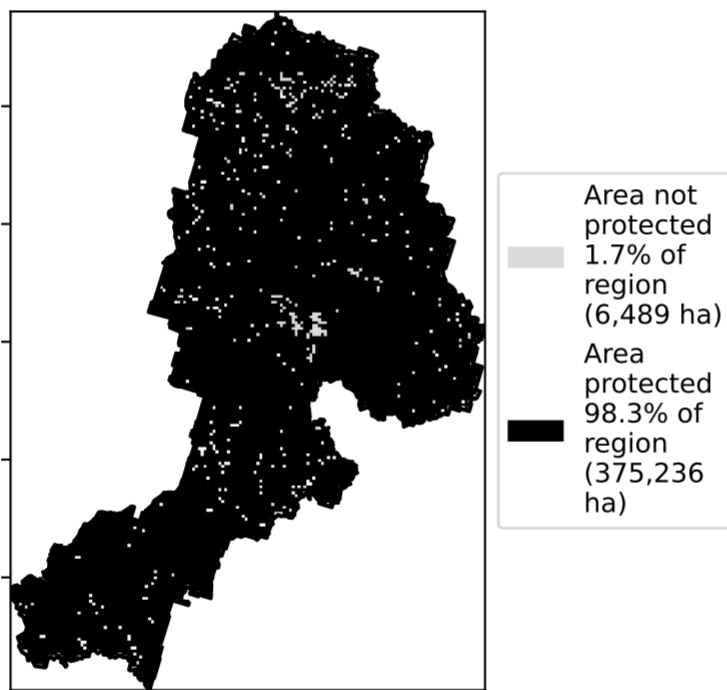 Area not
protected
1.7% of
region
(6,489 ha)
Area
protected
98.3% of
region
(375,236
ha)